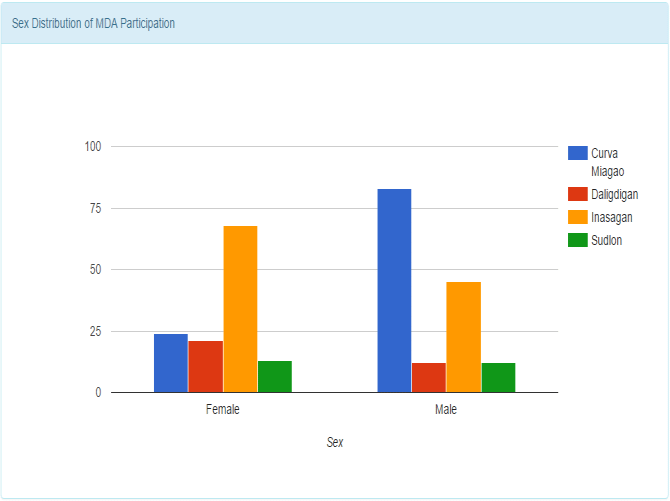 Sex Distribution of MDA Participation
100
75
50
25
0
Female
Male
Sex
Curva
Miagao
Daligdigan
Inasagan
Sudlon